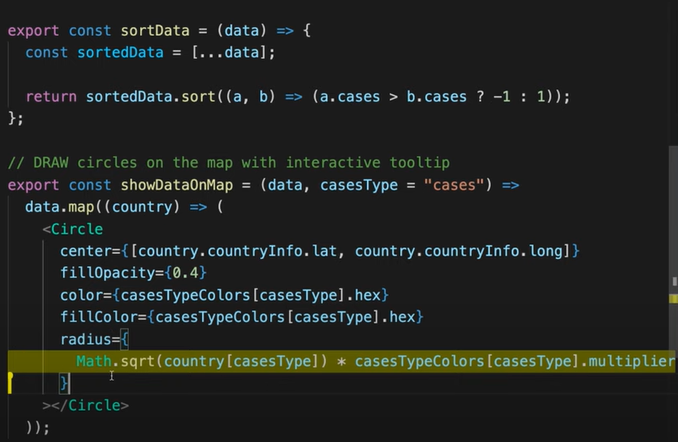 export const sortData = (data) => {
const sortedData = [...data];
return sortedData.sort((a, b) => (a.cases > b.cases ? -1 : 1));
};
// DRAW circles on the map with interactive tooltip
export const showDataOnMap = (data, casesType = "cases") =>
data.map((country) => (
<Circle
center={[country.countryInfo.lat, country.countryInfo.long]}
fillOpacity={0.4}
color={casesTypeColors[casesType].hex}
fillColor={casesTypeColors[casesType].hex}
radius={
Math.sqrt(country[casesType]) * casesTypeColors[casesType].multiplier
}
></Circle>
));